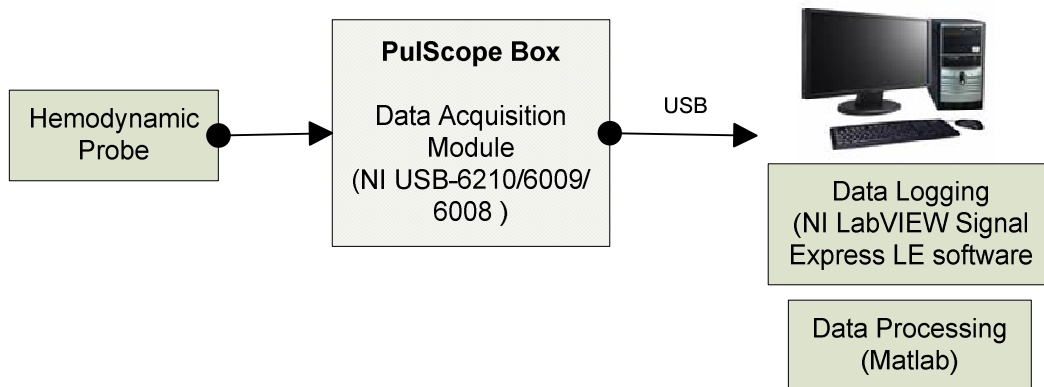 Hemodynamic
Probe
PulScope Box
Data Acquisition
Module
(NI USB-6210/6009/
6008 )
USB
Data Logging
(NI LabVIEW Signal
Express LE software
Data Processing
(Matlab)